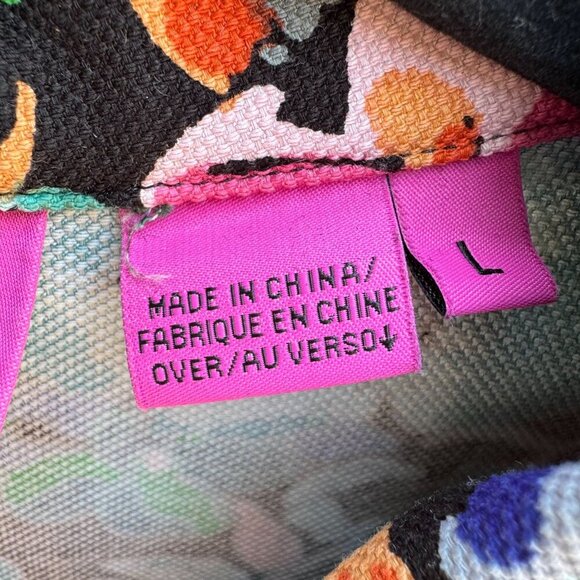 MADE IN CHINA/
FABRIQUE EN CHINE
OVER/AU VERSO↓
L